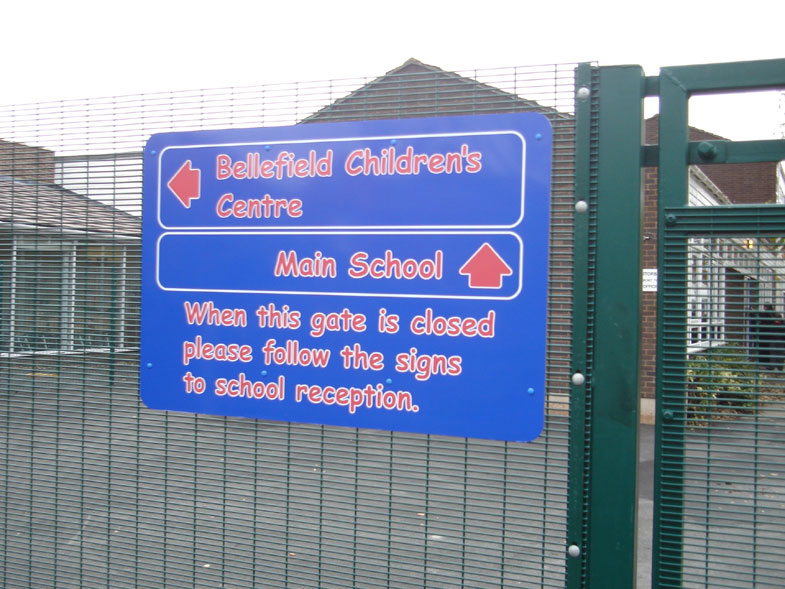 Bellefield Children's
Centre
Main School
When this gate is closed
please follow the signs
to school reception.